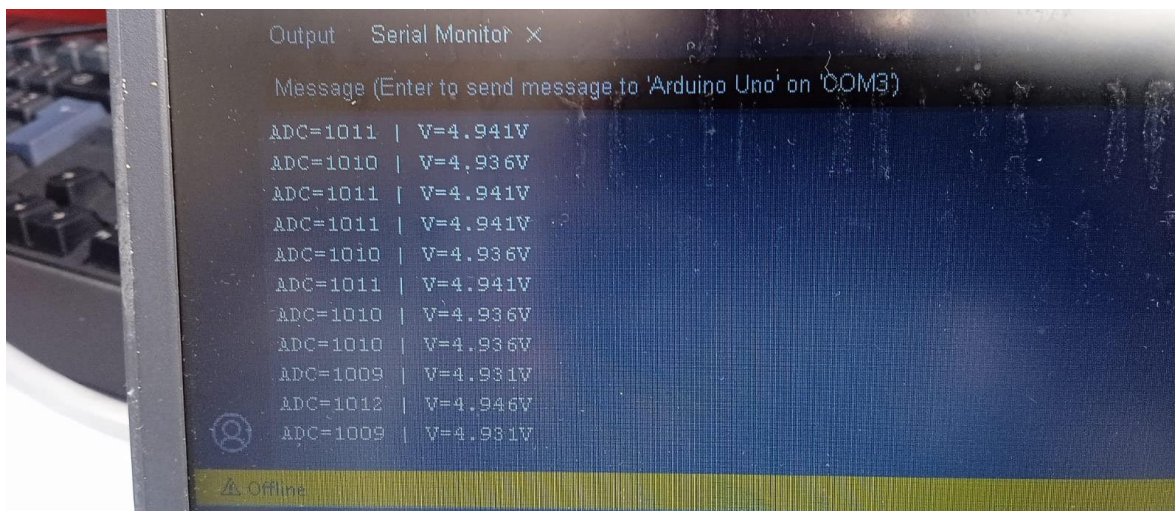 Output Serial Monitor ×
Message (Enter to send message to 'Arduino Uno' on 'COM3')
ADC=1011 | V=4.941V
ADC=1010 | V=4.936V
ADC=1011 | V=4.941V
ADC=1011 | V=4.941V
ADC=1010 | V=4.936V
ADC=1011 | V=4.941V
ADC=1010 | V=4.936V
ADC=1010 | V=4.936V
ADC=1009 | V=4.931V
ADC=1012 | V=4.946V
ADC=1009 | V=4.931V
Offline